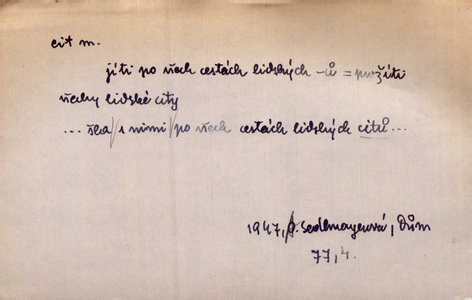 cit m.
jíti po všech cestách lidských -ů = prožíti
všechy lidské city
... šla / s nimi / po všech cestách lidských citů ...
1947, J. Sedlmayerová, Dům
77, 4.